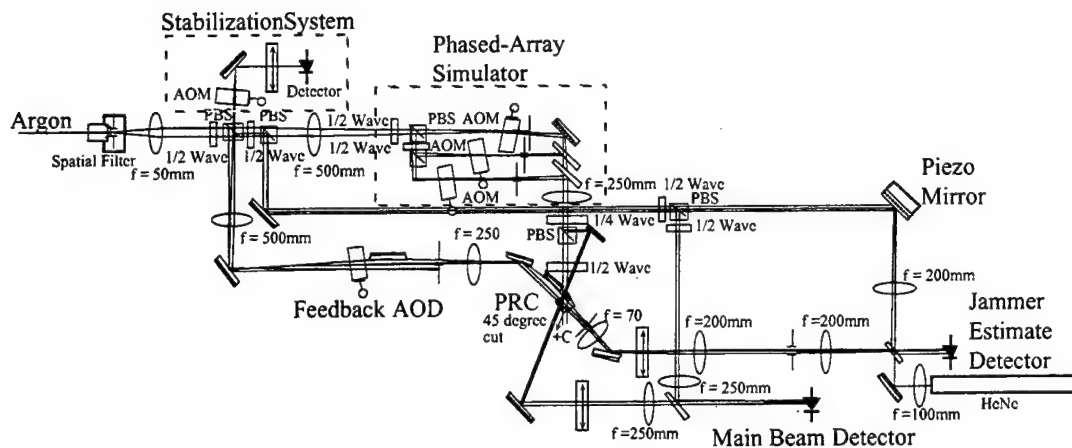 StabilizationSystem
Phased-Array
Simulator
AOM
Detector
Argon
PBS
PBS
1/2 Wave
PBS
AOM
Spatial Filter
1/2 Wave
1/2 Wave
1/2 Wave
AOM
f = 50mm
f = 500mm
AOM
f = 250mm
1/2 Wave
PBS
Piezo
Mirror
f = 500mm
1/4 Wave
1/2 Wave
PBS
f = 250
1/2 Wave
f = 200mm
Feedback AOD
PRC
45 degree
cut
+C
f = 70
f =200mm
f =200mm
Jammer
Estimate
Detector
f = 250mm
HeNe
f =250mm
f =100mm
Main Beam Detector